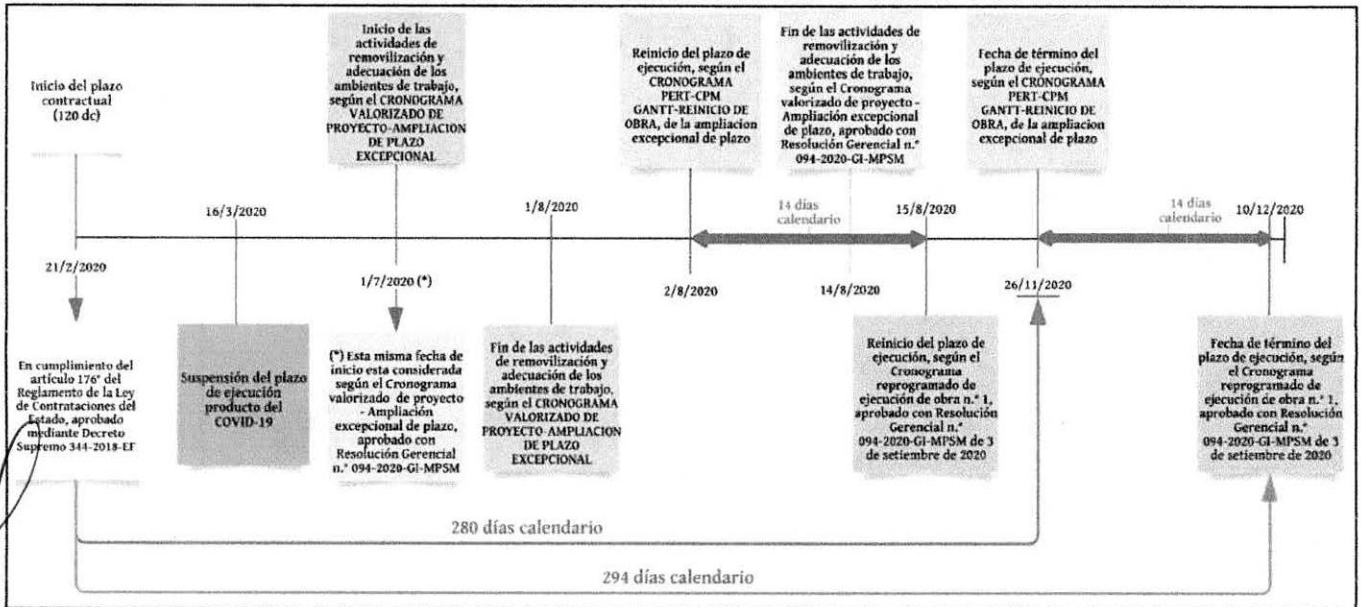 Inicio del plazo
contractual
(120 dc)
Inicio de las
actividades de
removilización y
adecuación de los
ambientes de trabajo,
según el CRONOGRAMA
VALORIZADO DE
PROYECTO-AMPLIACION
DE PLAZO
EXCEPCIONAL
Reinicio del plazo de
ejecución, según el
CRONOGRAMA
PERT-CPM
GANTT-REINICIO DE
OBRA, de la ampliacion
excepcional de plazo
Fin de las actividades de
removilización y
adecuación de los
ambientes de trabajo,
según el Cronograma
valorizado de proyecto -
Ampliación excepcional
de plazo, aprobado con
Resolución Gerencial n.°
094-2020-GI-MPSM
Fecha de término del
plazo de ejecución,
según el CRONOGRAMA
PERT-CPM
GANTT-REINICIO DE
OBRA, de la ampliacion
excepcional de plazo
16/3/2020
1/8/2020
14 días
calendario
15/8/2020
14 días
calendario
10/12/2020
21/2/2020
1/7/2020 (*)
2/8/2020
14/8/2020
26/11/2020
En cumplimiento del
artículo 176° del
Reglamento de la Ley
de Contrataciones del
Estado, aprobado
mediante Decreto
Supremo 344-2018-EF
Suspensión del plazo
de ejecución
producto del
COVID-19
(*) Esta misma fecha de
inicio esta considerada
según el Cronograma
valorizado de proyecto
- Ampliación
excepcional de plazo,
aprobado con
Resolución Gerencial
n.° 094-2020-GI-MPSM
Fin de las actividades
de removilización y
adecuación de los
ambientes de trabajo,
según el CRONOGRAMA
VALORIZADO DE
PROYECTO-AMPLIACION
DE PLAZO
EXCEPCIONAL
Reinicio del plazo de
ejecución, según el
Cronograma
reprogramado de
ejecución de obra n.° 1,
aprobado con Resolución
Gerencial n.°
094-2020-GI-MPSM de 3
de setiembre de 2020
Fecha de término del
plazo de ejecución, según
el Cronograma
reprogramado de
ejecución de obra n.° 1,
aprobado con Resolución
Gerencial n.°
094-2020-GI-MPSM de 3
de setiembre de 2020
280 días calendario
294 días calendario